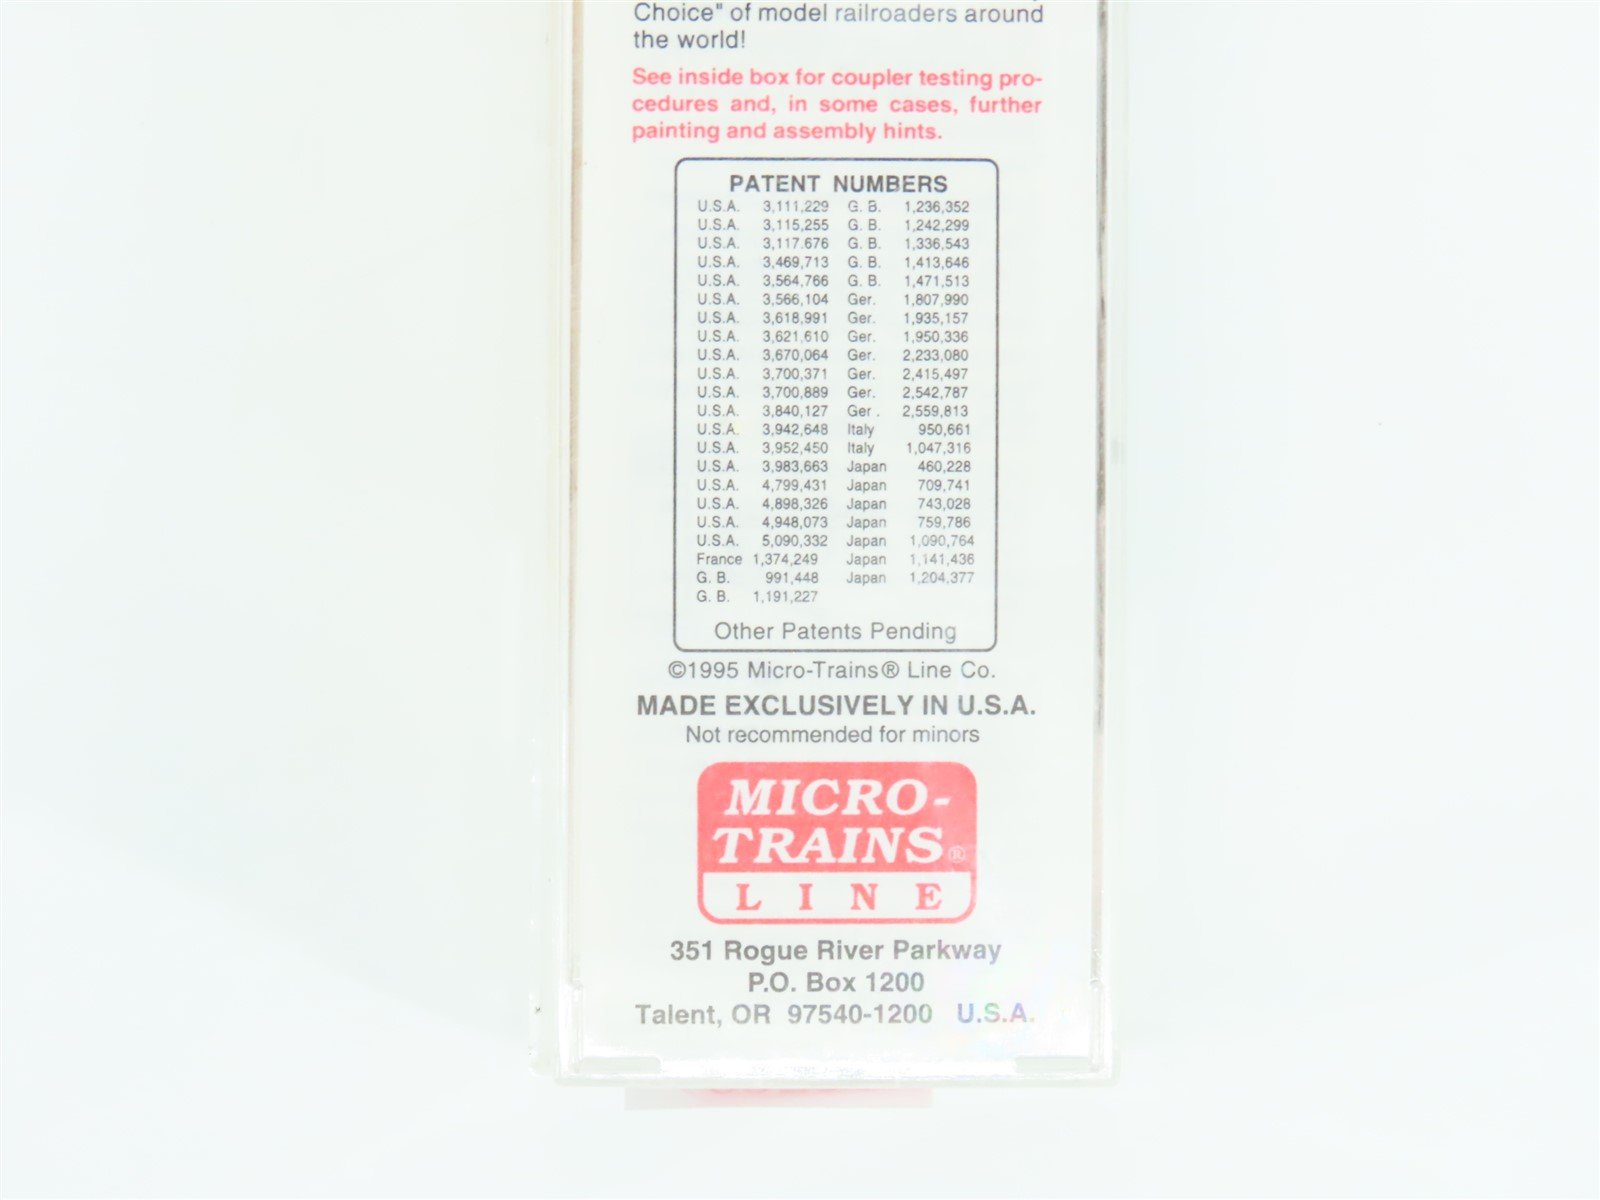 Choice" of model railroaders around
the world!
See inside box for coupler testing pro-
cedures and, in some cases, further
painting and assembly hints.
PATENT NUMBERS
U.S.A. 3,111,229 G. B. 1,236,352
U.S.A. 3,115,255 G. B. 1,242,299
U.S.A. 3,117.676 G. B. 1,336,543
U.S.A. 3,469,713 G. B. 1,413,646
U.S.A. 3,564,766 G. B. 1,471,513
U.S.A. 3,566,104 Ger. 1,807,990
U.S.A. 3,618,991 Ger. 1,935,157
U.S.A. 3,621,610 Ger. 1,950,336
U.S.A. 3,670,064 Ger. 2,233,080
U.S.A. 3,700,371 Ger. 2,415,497
U.S.A. 3,700,889 Ger. 2,542,787
U.S.A. 3,840,127 Ger . 2,559,813
U.S.A. 3,942,648 Italy 950,661
U.S.A. 3,952,450 Italy 1,047,316
U.S.A. 3,983,663 Japan 460,228
U.S.A. 4,799,431 Japan 709,741
U.S.A. 4,898,326 Japan 743,028
U.S.A. 4,948,073 Japan 759,786
U.S.A. 5,090,332 Japan 1,090,764
France 1,374,249 Japan 1,141,436
G. B. 991,448 Japan 1,204,377
G. B. 1,191,227
Other Patents Pending
©1995 Micro-Trains® Line Co.
MADE EXCLUSIVELY IN U.S.A.
Not recommended for minors
MICRO-
TRAINS®
LINE
351 Rogue River Parkway
P.O. Box 1200
Talent, OR 97540-1200 U.S.A.